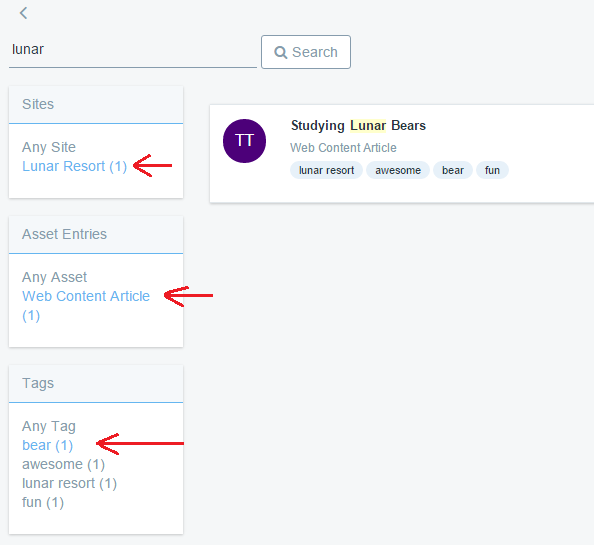 lunar
Search
Sites
Any Site
Lunar Resort (1)
Asset Entries
Any Asset
Web Content Article
(1)
Tags
Any Tag
bear (1)
awesome (1)
lunar resort (1)
fun (1)
TT
Studying Lunar Bears
Web Content Article
lunar resort awesome bear fun